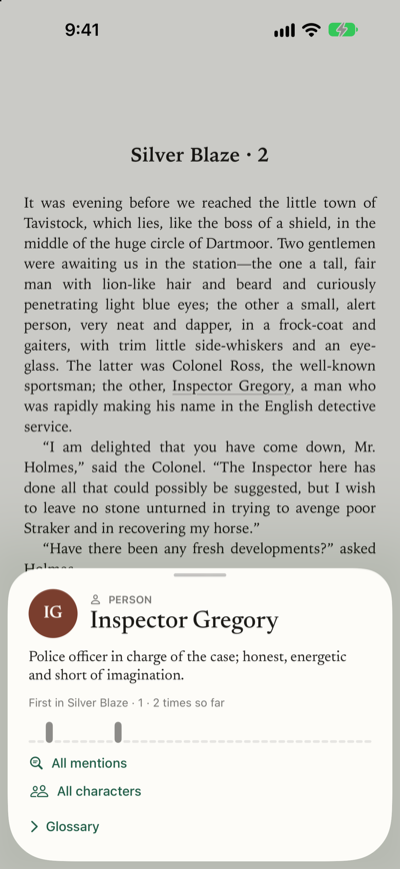 9:41
Silver Blaze · 2
It was evening before we reached the little town of
Tavistock, which lies, like the boss of a shield, in the
middle of the huge circle of Dartmoor. Two gentlemen
were awaiting us in the station—the one a tall, fair
man with lion-like hair and beard and curiously
penetrating light blue eyes; the other a small, alert
person, very neat and dapper, in a frock-coat and
gaiters, with trim little side-whiskers and an eye-
glass. The latter was Colonel Ross, the well-known
sportsman; the other, Inspector Gregory, a man who
was rapidly making his name in the English detective
service.
“I am delighted that you have come down, Mr.
Holmes,” said the Colonel. “The Inspector here has
done all that could possibly be suggested, but I wish
to leave no stone unturned in trying to avenge poor
Straker and in recovering my horse.”
“Have there been any fresh developments?” asked
Holmes
IG
PERSON
Inspector Gregory
Police officer in charge of the case; honest, energetic
and short of imagination.
First in Silver Blaze · 1 · 2 times so far
All mentions
All characters
Glossary